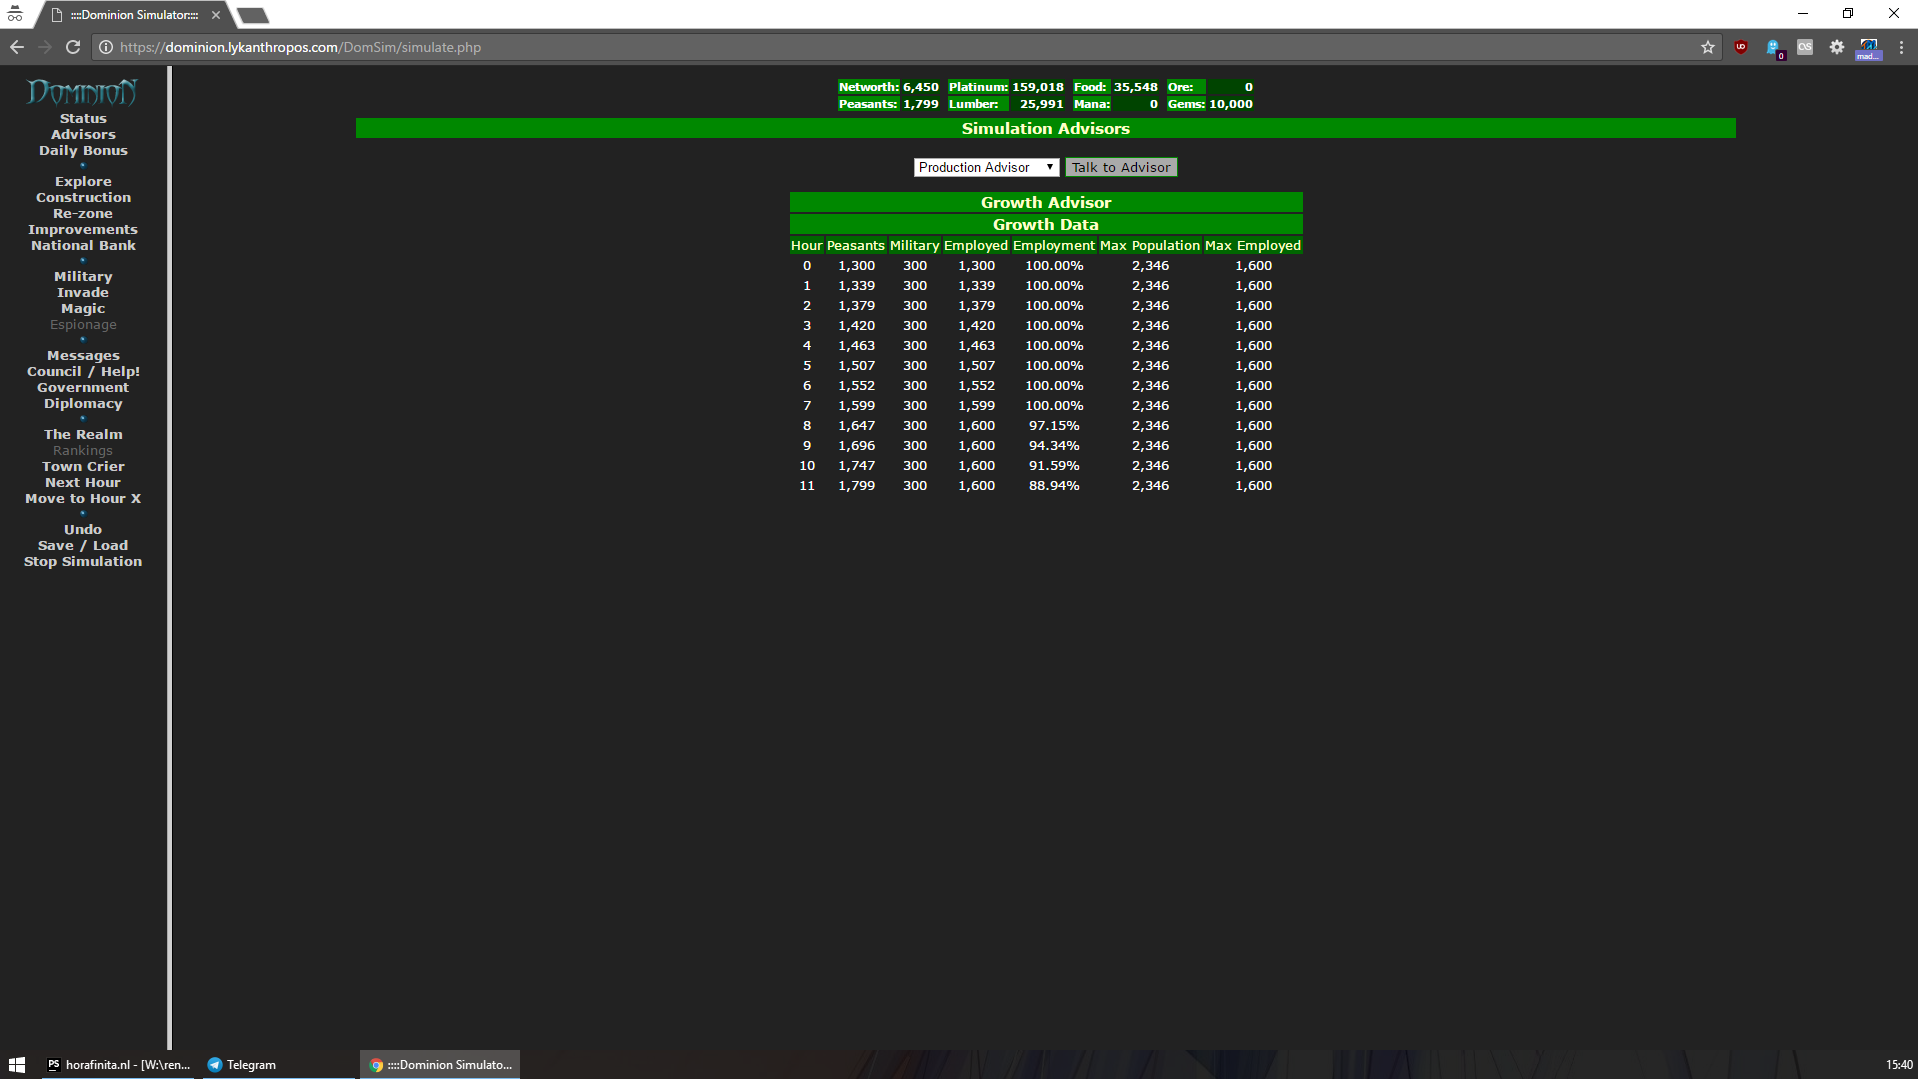 ::::Dominion Simulator::::
https://dominion.lykanthropos.com/DomSim/simulate.php
UD
0
OS
mad...
DOMINION
Status
Advisors
Daily Bonus
Explore
Construction
Re-zone
Improvements
National Bank
Military
Invade
Magic
Espionage
Messages
Council / Help!
Government
Diplomacy
The Realm
Rankings
Town Crier
Next Hour
Move to Hour X
Undo
Save / Load
Stop Simulation
Networth: 6,450 Platinum: 159,018 Food: 35,548 Ore: 0
Peasants: 1,799 Lumber: 25,991 Mana: 0 Gems: 10,000
Simulation Advisors
Production Advisor Talk to Advisor
Growth Advisor
Growth Data
Hour Peasants Military Employed Employment Max Population Max Employed
0 1,300 300 1,300 100.00% 2,346 1,600
1 1,339 300 1,339 100.00% 2,346 1,600
2 1,379 300 1,379 100.00% 2,346 1,600
3 1,420 300 1,420 100.00% 2,346 1,600
4 1,463 300 1,463 100.00% 2,346 1,600
5 1,507 300 1,507 100.00% 2,346 1,600
6 1,552 300 1,552 100.00% 2,346 1,600
7 1,599 300 1,599 100.00% 2,346 1,600
8 1,647 300 1,600 97.15% 2,346 1,600
9 1,696 300 1,600 94.34% 2,346 1,600
10 1,747 300 1,600 91.59% 2,346 1,600
11 1,799 300 1,600 88.94% 2,346 1,600
PS horafinita.nl - [W:\ren...
Telegram
::::Dominion Simulato...
15:40